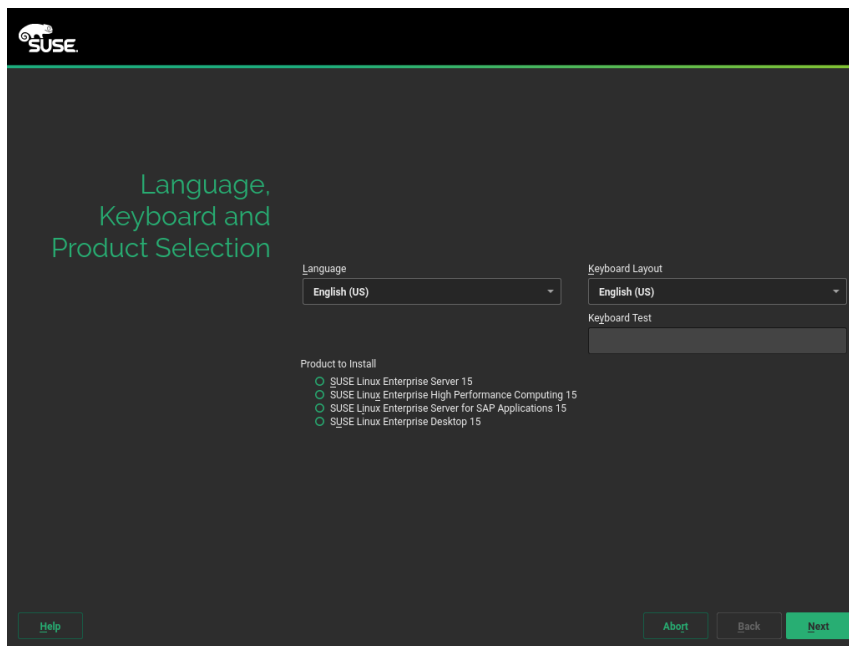 SUSE.
Language,
Keyboard and
Product Selection
Language
English (US)
Keyboard Layout
English (US)
Keyboard Test
Product to Install
SUSE Linux Enterprise Server 15
SUSE Linux Enterprise High Performance Computing 15
SUSE Linux Enterprise Server for SAP Applications 15
SUSE Linux Enterprise Desktop 15
Help
Abort
Back
Next